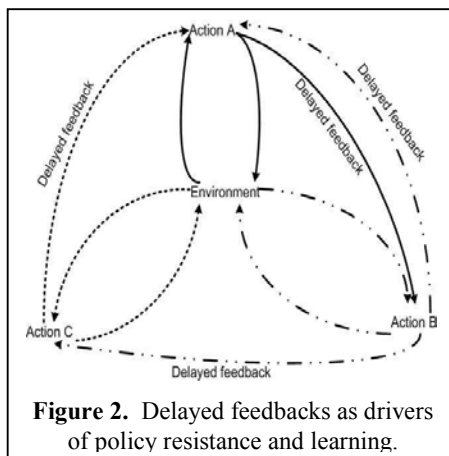 Action A
Delayed feedback
Delayed feedback
Delayed feedback
Environment
Action C
Action B
Delayed feedback
Figure 2. Delayed feedbacks as drivers
of policy resistance and learning.